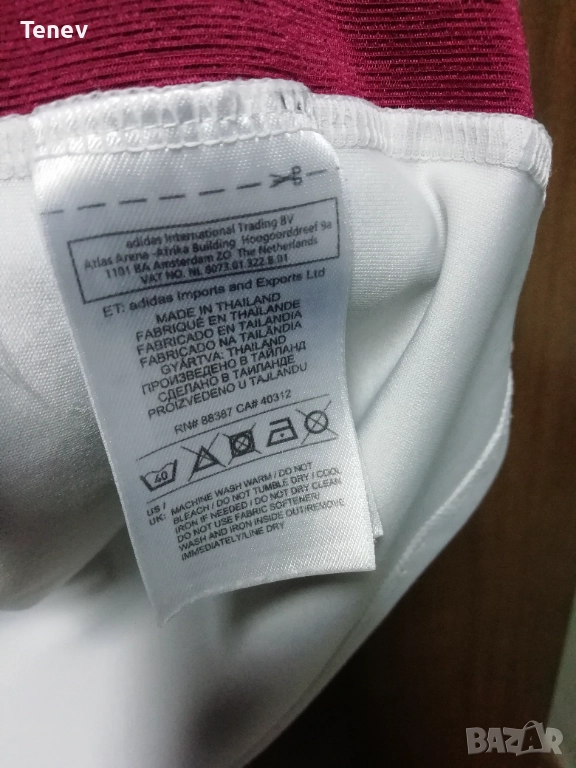 Tenev
adidas International Trading BV
Atlas Arena -Afrika Building Hoogoorddreef 9a
1101 BA Amsterdam ZO The Netherlands
VAT NO. NL 8073.01.322.B.01
ET: adidas Imports and Exports Ltd
MADE IN THAILAND
FABRIQUÉ EN THAÏLANDE
FABRICADO EN TAILANDIA
FABRICADO NA TAILÂNDIA
GYÁRTVA: THAILAND
ПРОИЗВЕДЕНО В ТАЙЛАНД
СДЕЛАНО В ТАИЛАНДЕ
PROIZVEDENO U TAJLANDU
RN# 88387 CA# 40312
40
US / UK: MACHINE WASH WARM / DO NOT
BLEACH / DO NOT TUMBLE DRY / COOL
IRON IF NEEDED / DO NOT DRY CLEAN
DO NOT USE FABRIC SOFTENER/
WASH AND IRON INSIDE OUT/REMOVE
IMMEDIATELY/LINE DRY
BAZAR